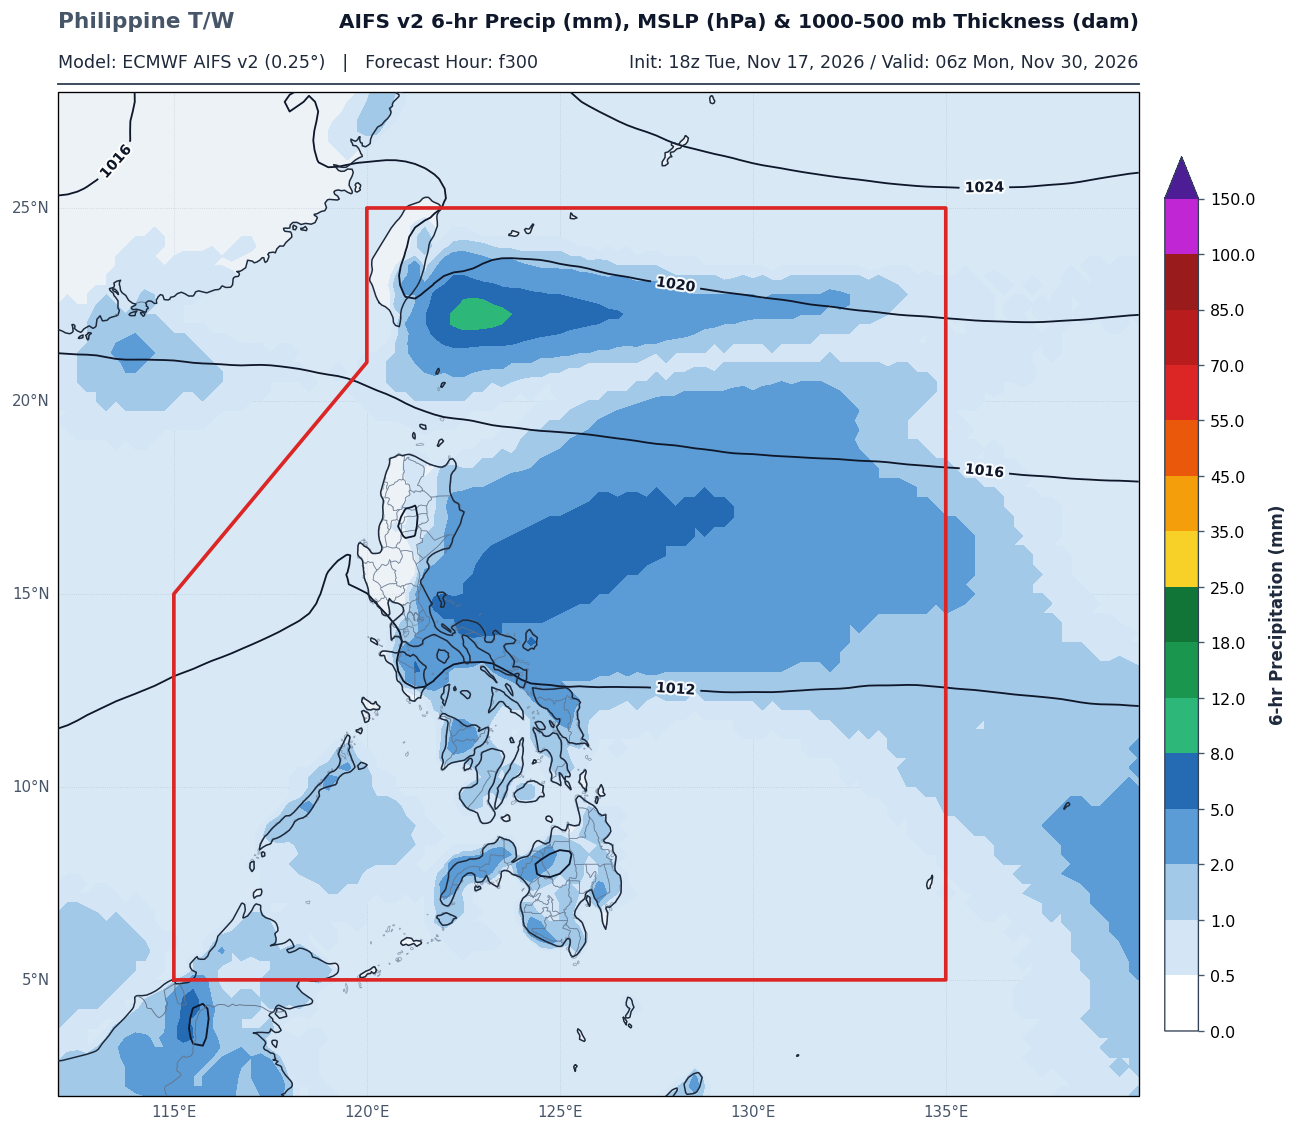 Philippine T/W
AIFS v2 6-hr Precip (mm), MSLP (hPa) & 1000-500 mb Thickness (dam)
Model: ECMWF AIFS v2 (0.25°) | Forecast Hour: f300
Init: 18z Tue, Nov 17, 2026 / Valid: 06z Mon, Nov 30, 2026
1016
1024
1020
1016
1012
25°N
20°N
15°N
10°N
5°N
115°E
120°E
125°E
130°E
135°E
150.0
100.0
85.0
70.0
55.0
45.0
35.0
25.0
18.0
12.0
8.0
5.0
2.0
1.0
0.5
0.0
6-hr Precipitation (mm)